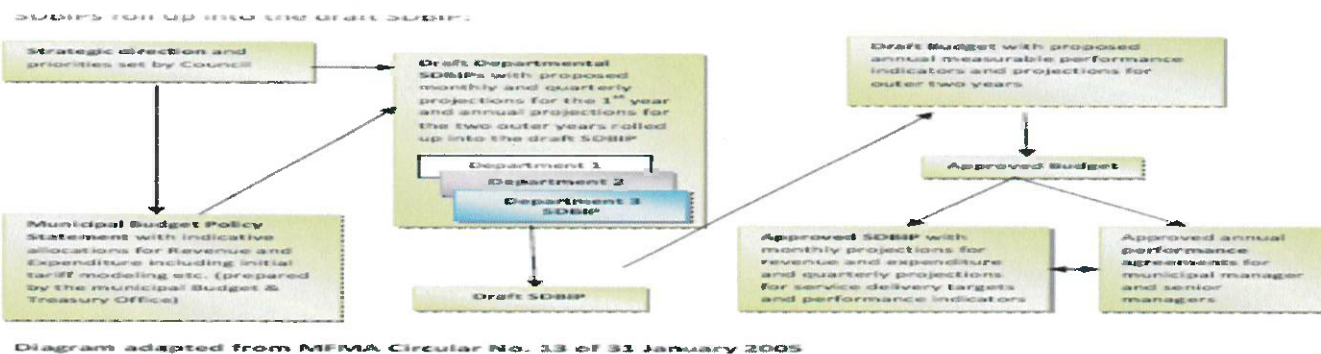 SDBIPs roll up into the draft SDBIP:
Strategic direction and
priorities set by Council
Municipal Budget Policy
Statement with indicative
allocations for Revenue and
Expenditure including initial
tariff modeling etc. (prepared
by the municipal Budget &
Treasury Office)
Draft Departmental
SDBIPs with proposed
monthly and quarterly
projections for the 1st year
and annual projections for
the two outer years rolled
up into the draft SDBIP
Department 1
Department 2
Department 3
SDBIP
Draft SDBIP
Draft Budget with proposed
annual measurable performance
indicators and projections for
outer two years
Approved Budget
Approved SDBIP with
monthly projections for
revenue and expenditure
and quarterly projections
for service delivery targets
and performance indicators
Approved annual
performance
agreements for
municipal manager
and senior
managers
Diagram adapted from MFMA Circular No. 13 of 31 January 2005